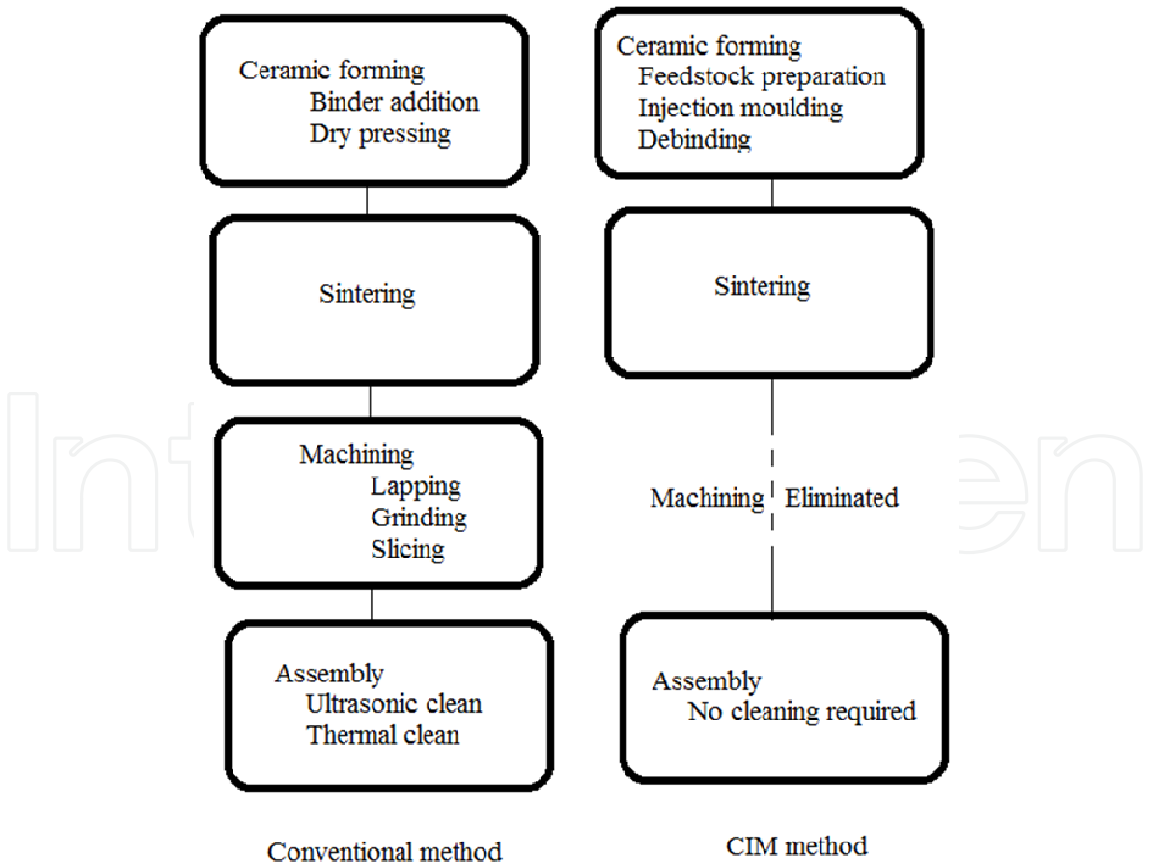 Ceramic forming
Binder addition
Dry pressing
Sintering
Machining
Lapping
Grinding
Slicing
Assembly
Ultrasonic clean
Thermal clean
Conventional method
Ceramic forming
Feedstock preparation
Injection moulding
Debinding
Sintering
Machining Eliminated
Assembly
No cleaning required
CIM method